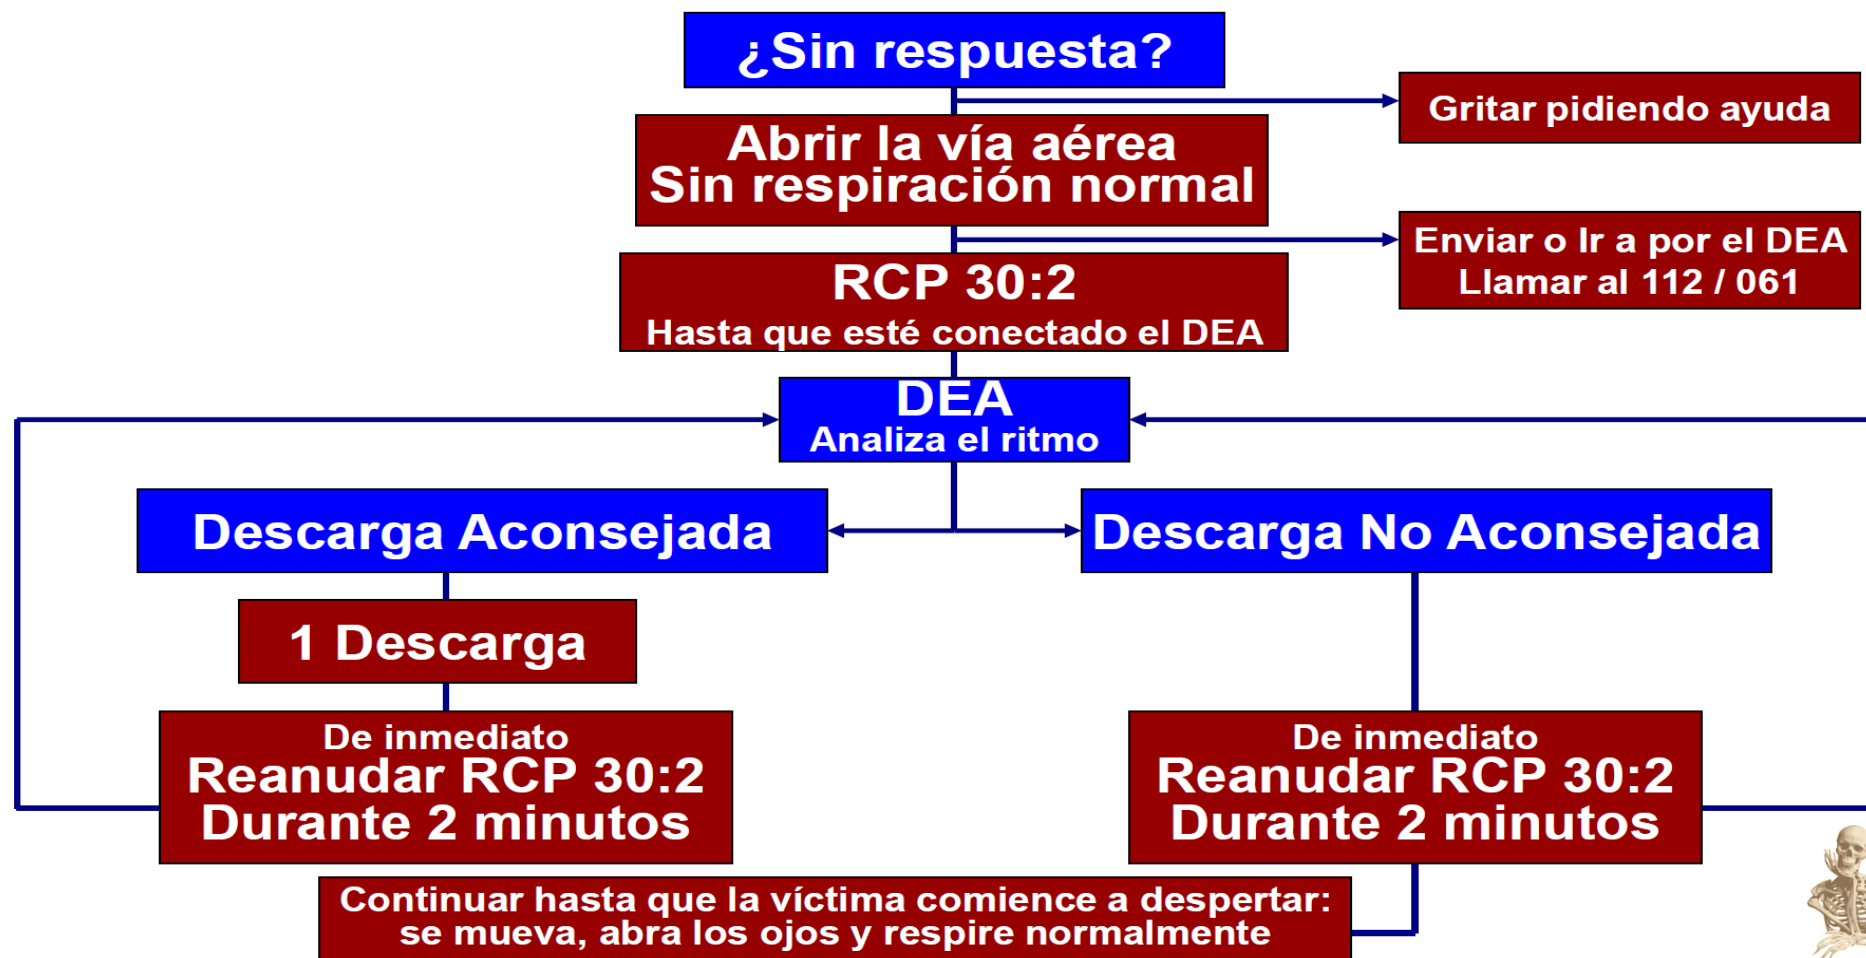 ¿Sin respuesta?
Gritar pidiendo ayuda
Abrir la vía aérea
Sin respiración normal
Enviar o Ir a por el DEA
Llamar al 112 / 061
RCP 30:2
Hasta que esté conectado el DEA
DEA
Analiza el ritmo
Descarga Aconsejada
Descarga No Aconsejada
1 Descarga
De inmediato
Reanudar RCP 30:2
Durante 2 minutos
De inmediato
Reanudar RCP 30:2
Durante 2 minutos
Continuar hasta que la víctima comience a despertar:
se mueva, abra los ojos y respire normalmente